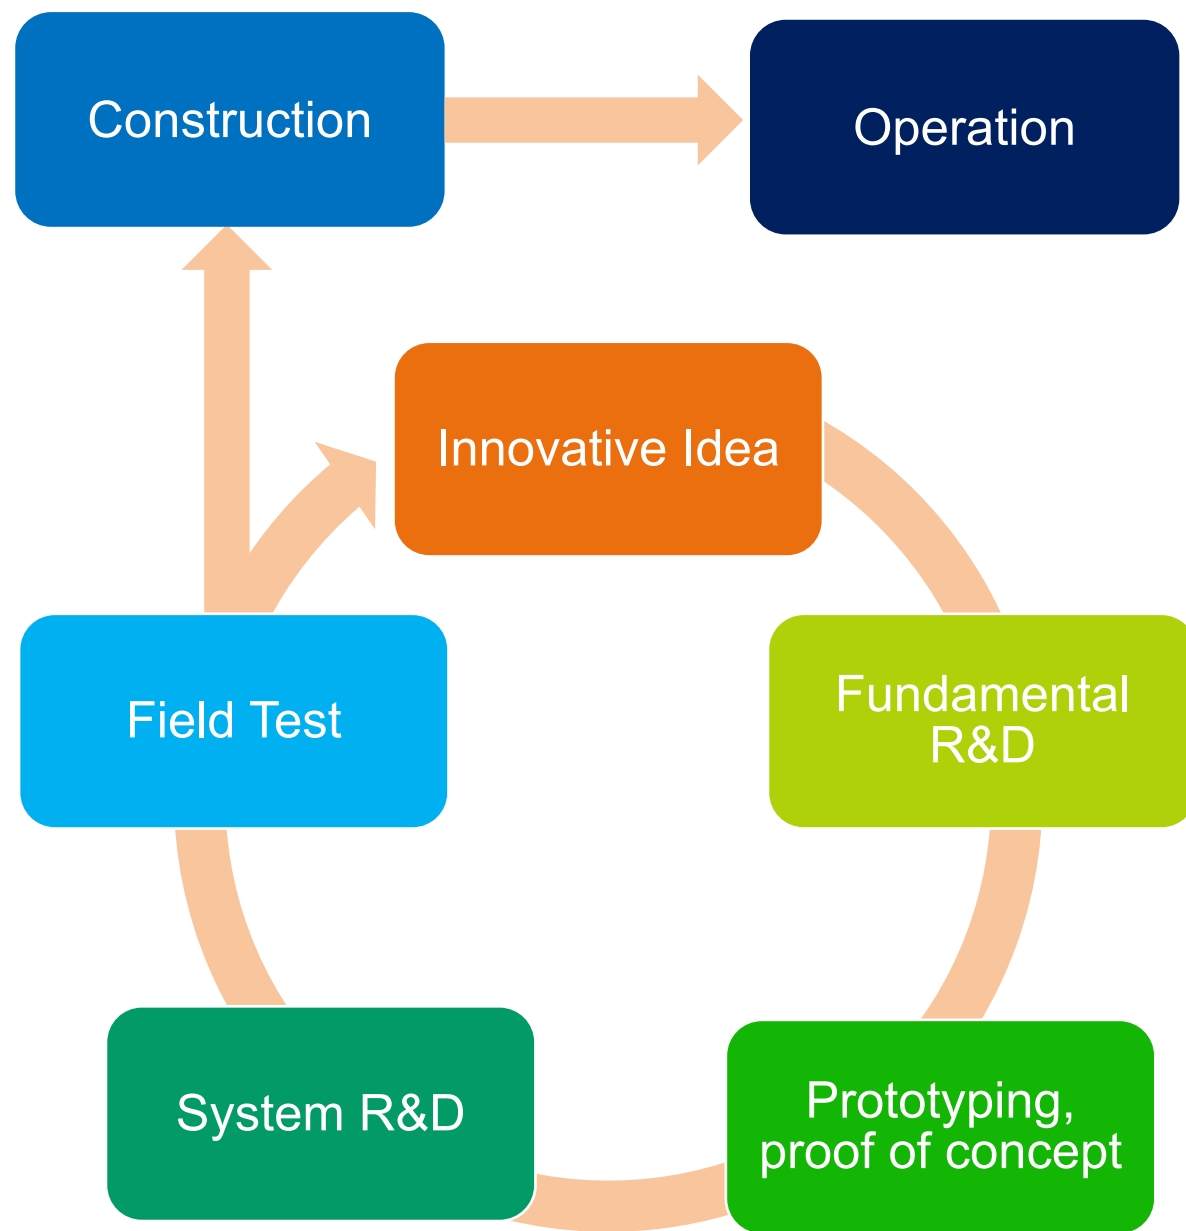 Construction
Operation
Innovative Idea
Fundamental
R&D
Field Test
System R&D
Prototyping,
proof of concept